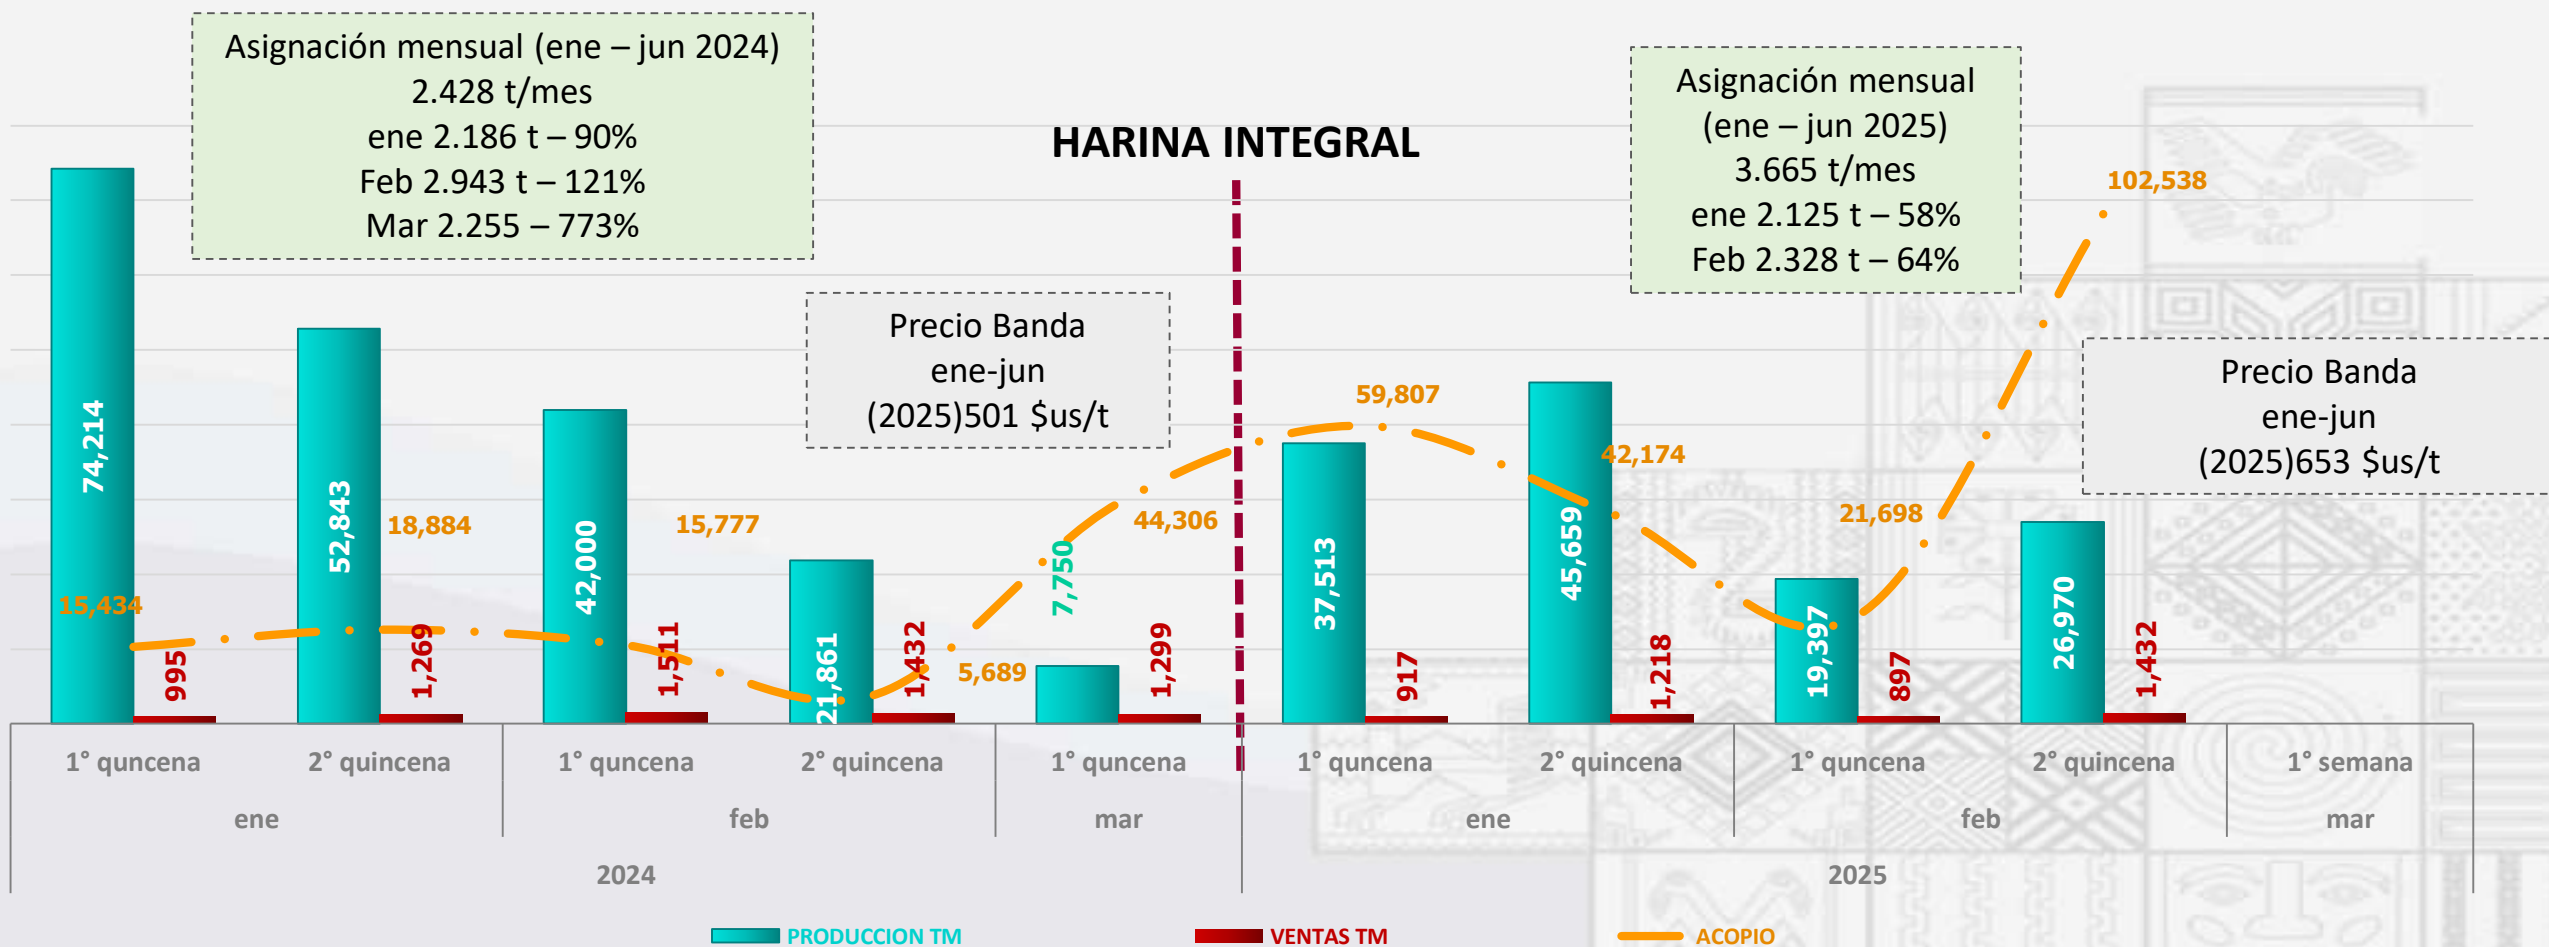 Asignación mensual (ene – jun 2024)
2.428 t/mes
ene 2.186 t – 90%
Feb 2.943 t – 121%
Mar 2.255 – 773%
HARINA INTEGRAL
Asignación mensual
(ene – jun 2025)
3.665 t/mes
ene 2.125 t – 58%
Feb 2.328 t – 64%
Precio Banda
ene-jun
(2025)501 $us/t
Precio Banda
ene-jun
(2025)653 $us/t
74,214
52,843
42,000
21,861
7,750
37,513
45,659
19,397
26,970
995
1,269
1,511
1,432
1,299
917
1,218
897
1,432
15,434
18,884
15,777
5,689
44,306
59,807
42,174
21,698
102,538
1° quncena
2° quincena
1° quncena
2° quincena
1° quncena
1° quncena
2° quincena
1° quncena
2° quincena
1° semana
ene
feb
mar
ene
feb
mar
2024
2025
PRODUCCION TM
VENTAS TM
ACOPIO